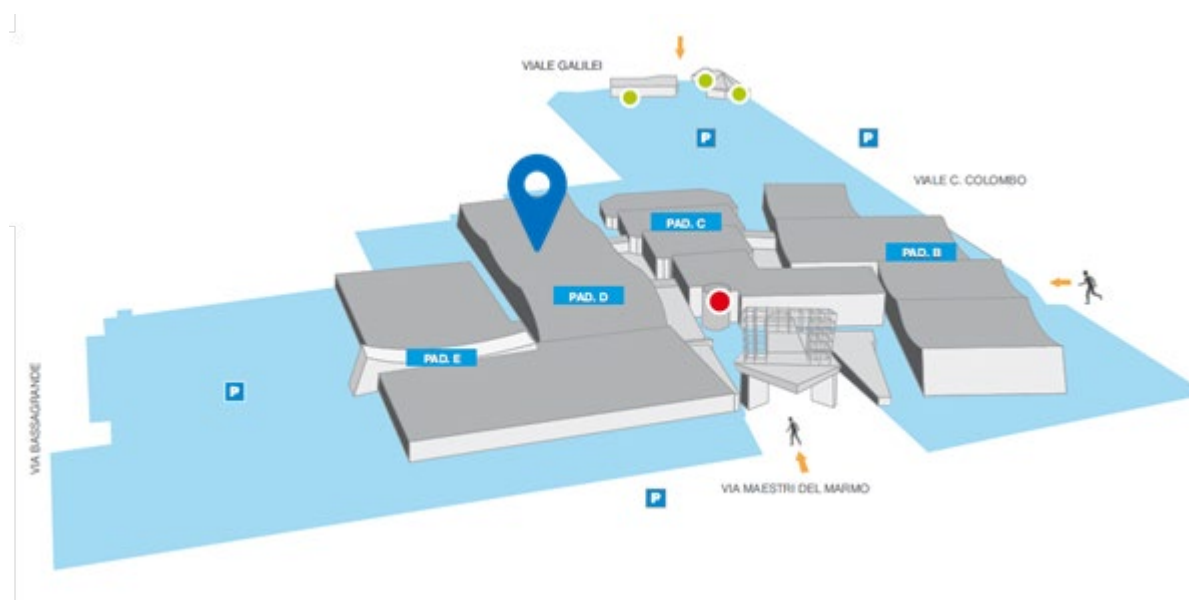 VIALE GALILEI
P
P
VIALE C. COLOMBO
PAD. C
PAD. B
PAD. D
PAD. E
P
VIA BASSAGRANDE
VIA MAESTRI DEL MARMO
P